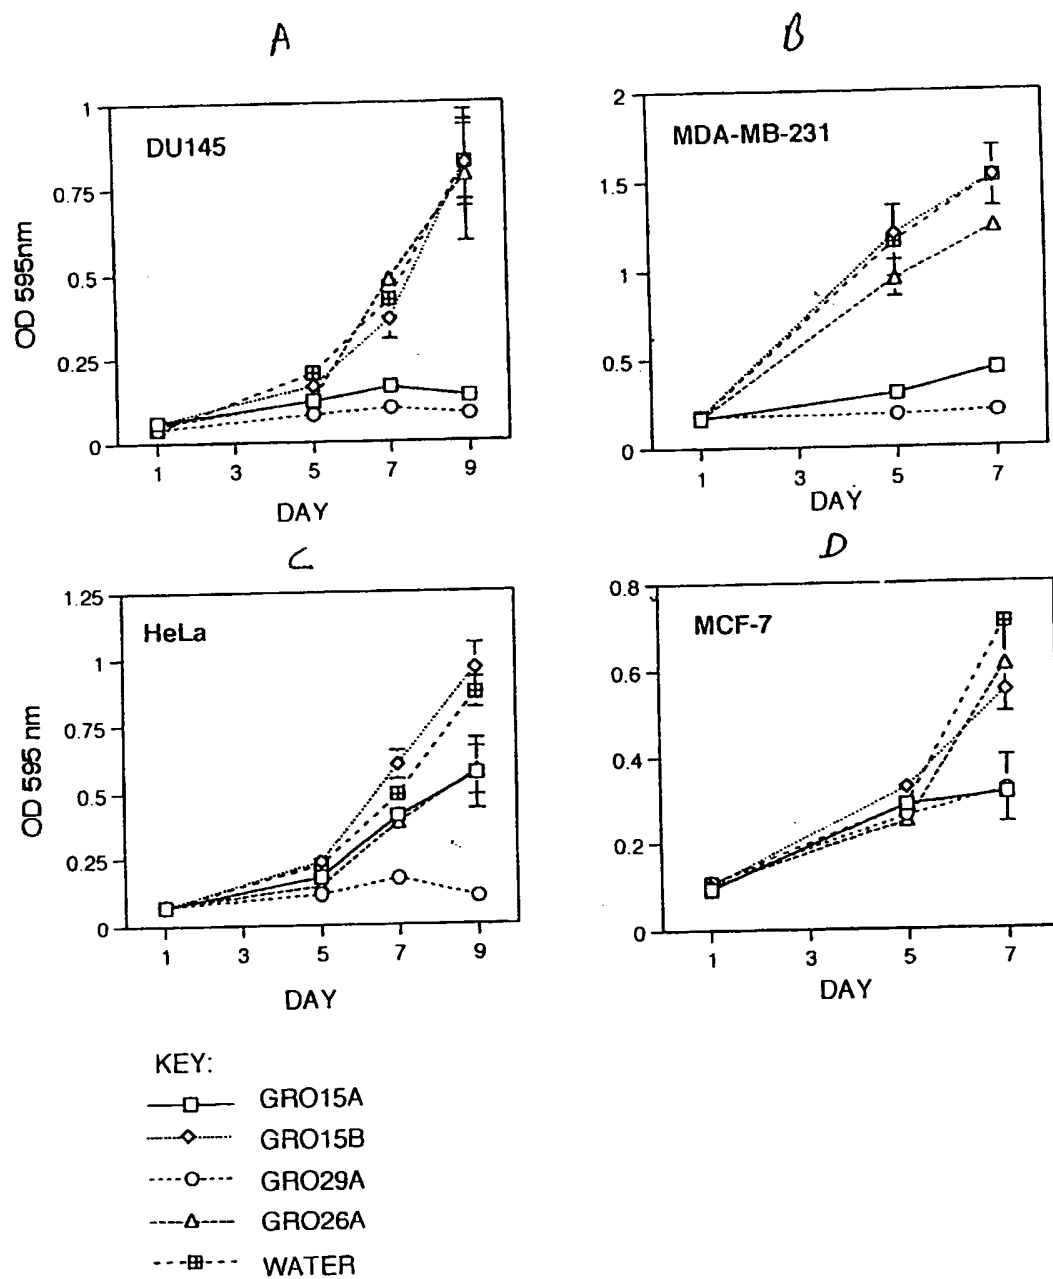 A
B
1
0.75
0.5
0.25
0
OD 595nm
DU145
1 3 5 7 9
DAY
2
1.5
1
0.5
0
MDA-MB-231
1 3 5 7
DAY
C
D
1.25
1
0.75
0.5
0.25
0
OD 595 nm
HeLa
1 3 5 7 9
DAY
0.8
0.6
0.4
0.2
0
MCF-7
1 3 5 7
DAY
KEY:
GRO15A
GRO15B
GRO29A
GRO26A
WATER